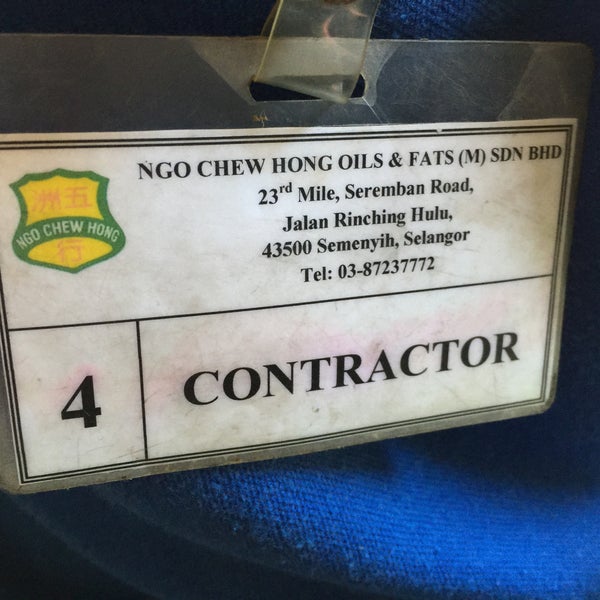 NGO CHEW HONG OILS & FATS (M) SDN BHD
23rd Mile, Seremban Road,
Jalan Rinching Hulu,
43500 Semenyih, Selangor
Tel: 03-87237772
洲五
NGO CHEW HONG
行
4
CONTRACTOR